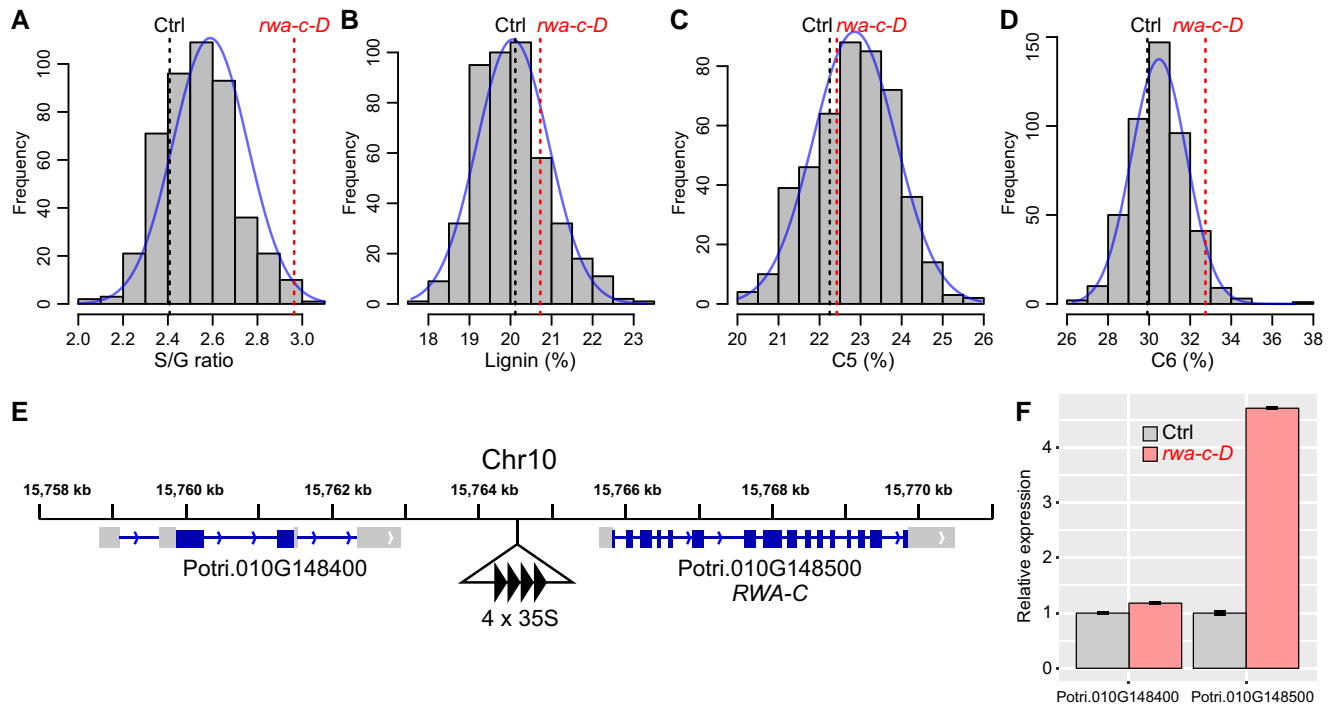 A
Ctrl
rwa-c-D
Frequency
0 20 40 60 80 100
2.0 2.2 2.4 2.6 2.8 3.0
S/G ratio
B
Ctrl
rwa-c-D
Frequency
0 20 40 60 80 100
18 19 20 21 22 23
Lignin (%)
C
Ctrl
rwa-c-D
Frequency
0 20 40 60 80
20 21 22 23 24 25 26
C5 (%)
D
Ctrl
rwa-c-D
Frequency
0 50 100 150
26 28 30 32 34 36 38
C6 (%)
E
Chr10
15,758 kb 15,760 kb 15,762 kb 15,764 kb 15,766 kb 15,768 kb 15,770 kb
Potri.010G148400
Potri.010G148500
RWA-C
4 x 35S
F
Ctrl
rwa-c-D
Relative expression
0 1 2 3 4
Potri.010G148400 Potri.010G148500